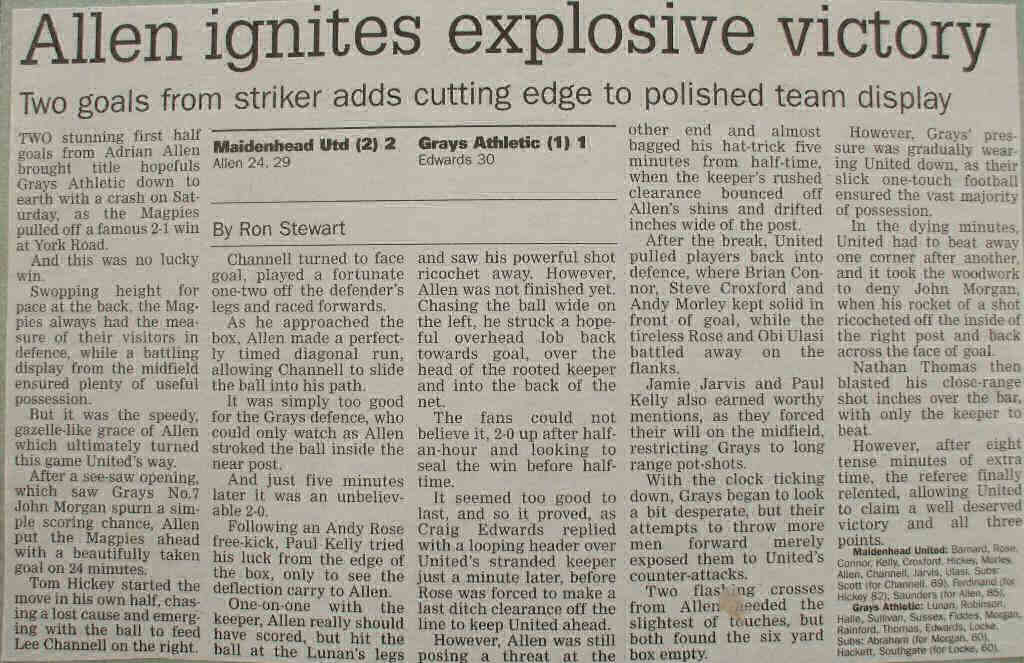 Allen ignites explosive victory
Two goals from striker adds cutting edge to polished team display
TWO stunning first half
goals from Adrian Allen
brought title hopefuls
Grays Athletic down to
earth with a crash on Sat-
urday, as the Magpies
pulled off a famous 2-1 win
at York Road.
And this was no lucky
win.
Swopping height for
pace at the back, the Mag-
pies always had the mea-
sure of their visitors in
defence, while a battling
display from the midfield
ensured plenty of useful
possession.
But it was the speedy,
gazelle-like grace of Allen
which ultimately turned
this game United's way.
After a see-saw opening,
which saw Grays No.7
John Morgan spurn a sim-
ple scoring chance, Allen
put the Magpies ahead
with a beautifully taken
goal on 24 minutes.
Tom Hickey started the
move in his own half, chas-
ing a lost cause and emerg-
ing with the ball to feed
Lee Channell on the right.
Maidenhead Utd (2) 2
Allen 24, 29
Grays Athletic (1) 1
Edwards 30
By Ron Stewart
Channell turned to face
goal, played a fortunate
one-two off the defender's
legs and raced forwards.
As he approached the
box, Allen made a perfect-
ly timed diagonal run,
allowing Channell to slide
the ball into his path.
It was simply too good
for the Grays defence, who
could only watch as Allen
stroked the ball inside the
near post.
And just five minutes
later it was an unbeliev-
able 2-0.
Following an Andy Rose
free-kick, Paul Kelly tried
his luck from the edge of
the box, only to see the
deflection carry to Allen.
One-on-one with the
keeper, Allen really should
have scored, but hit the
ball at the Lunan's legs
and saw his powerful shot
ricochet away. However,
Allen was not finished yet.
Chasing the ball wide on
the left, he struck a hope-
ful overhead lob back
towards goal, over the
head of the rooted keeper
and into the back of the
net.
The fans could not
believe it, 2-0 up after half-
an-hour and looking to
seal the win before half-
time.
It seemed too good to
last, and so it proved, as
Craig Edwards replied
with a looping header over
United's stranded keeper
just a minute later, before
Rose was forced to make a
last ditch clearance off the
line to keep United ahead.
However, Allen was still
posing a threat at the
other end and almost
bagged his hat-trick five
minutes from half-time,
when the keeper's rushed
clearance bounced off
Allen's shins and drifted
inches wide of the post.
After the break, United
pulled players back into
defence, where Brian Con-
nor, Steve Croxford and
Andy Morley kept solid in
front of goal, while the
tireless Rose and Obi Ulasi
battled away on the
flanks.
Jamie Jarvis and Paul
Kelly also earned worthy
mentions, as they forced
their will on the midfield,
restricting Grays to long
range pot-shots.
With the clock ticking
down, Grays began to look
a bit desperate, but their
attempts to throw more
men forward merely
exposed them to United's
counter-attacks.
Two flashing crosses
from Allen needed the
slightest of touches, but
both found the six yard
box empty.
However, Grays' pres-
sure was gradually wear-
ing United down, as their
slick one-touch football
ensured the vast majority
of possession.
In the dying minutes,
United had to beat away
one corner after another,
and it took the woodwork
to deny John Morgan,
when his rocket of a shot
ricocheted off the inside of
the right post and back
across the face of goal.
Nathan Thomas then
blasted his close-range
shot inches over the bar,
with only the keeper to
beat.
However, after eight
tense minutes of extra
time, the referee finally
relented, allowing United
to claim a well deserved
victory and all three
points.
Maidenhead United: Barnard, Rose,
Connor, Kelly, Croxford, Hickey, Morley,
Allen, Channell, Jarvis, Ulasi. Subs:
Scott (for Channell, 69), Ferdinand (for
Hickey 82), Saunders (for Allen, 85).
Grays Athletic: Lunan, Robinson,
Halle, Sullivan, Sussex, Fiddes, Morgan,
Rainford, Thomas, Edwards, Locke,
Subs: Abraham (for Morgan, 60),
Hackett, Southgate (for Locke, 60).